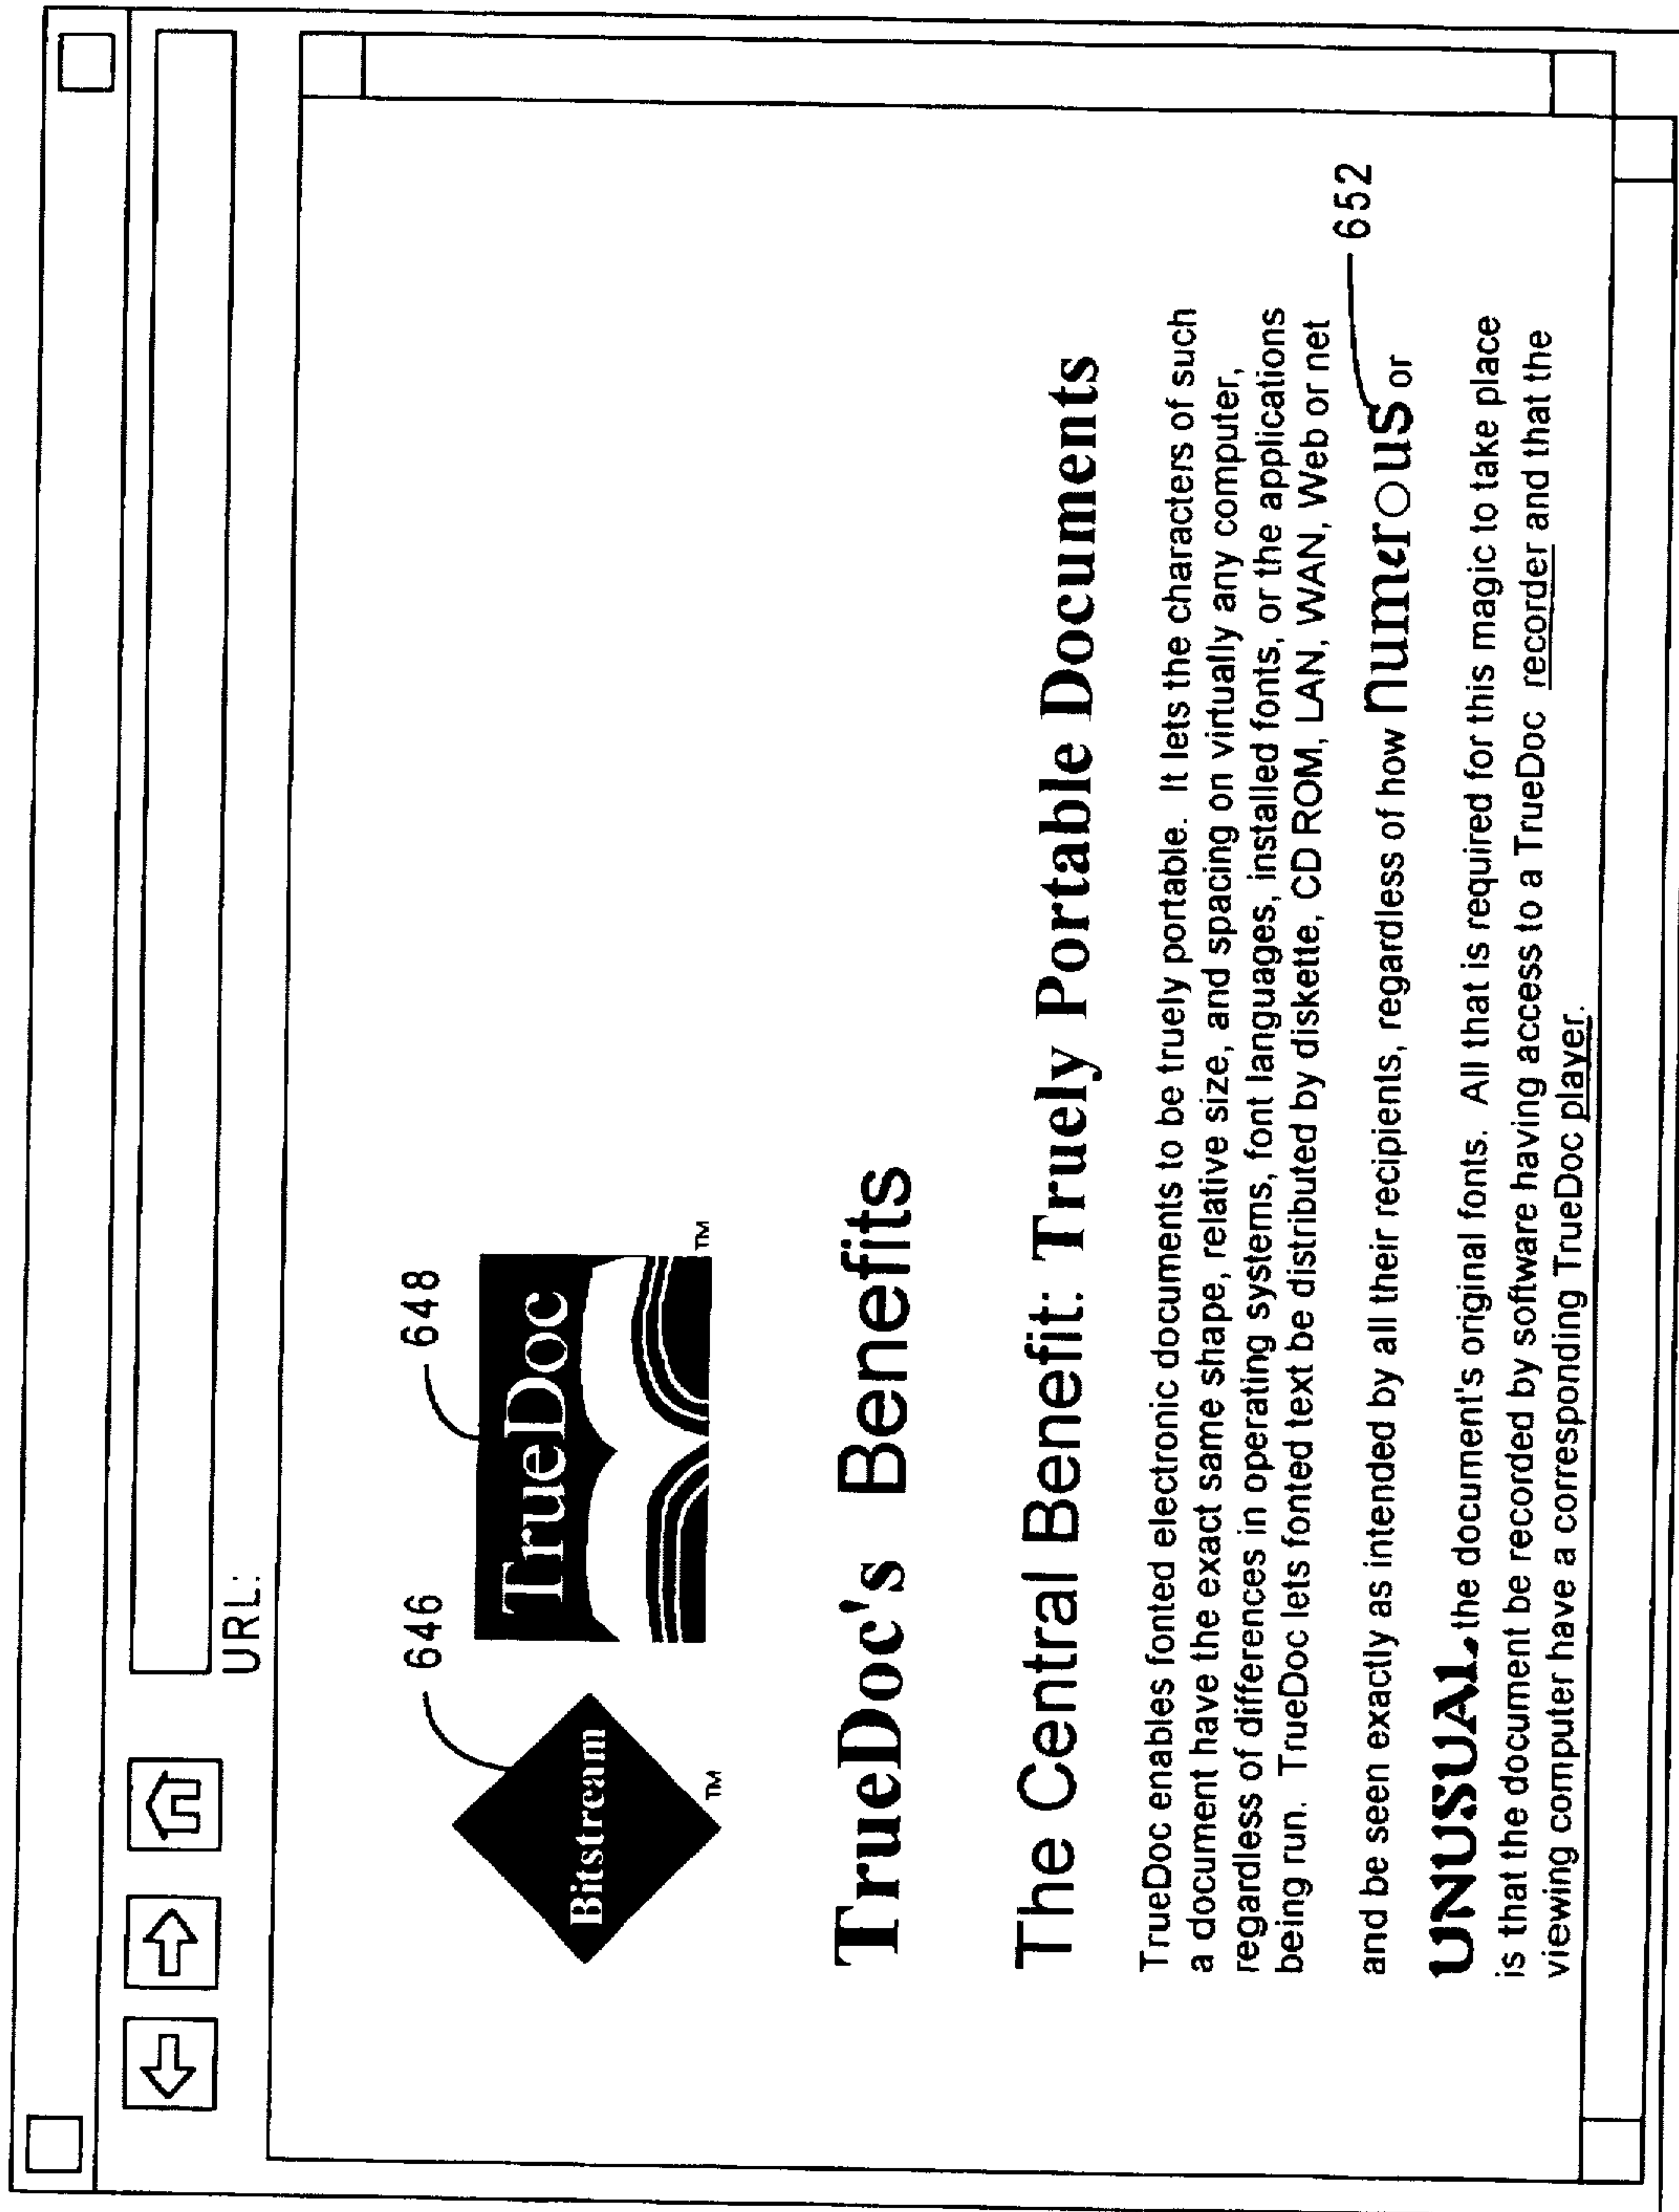 URL:
646
648
Bitstream
TM
TrueDoc
TM
TrueDoc's Benefits
The Central Benefit: Truely Portable Documents
TrueDoc enables fonted electronic documents to be truely portable. It lets the characters of such
a document have the exact same shape, relative size, and spacing on virtually any computer,
regardless of differences in operating systems, font languages, installed fonts, or the applications
being run. TrueDoc lets fonted text be distributed by diskette, CD ROM, LAN, WAN, Web or net
652
and be seen exactly as intended by all their recipients, regardless of how numerous or
UNUSUAL, the document's original fonts. All that is required for this magic to take place
is that the document be recorded by software having access to a TrueDoc recorder and that the
viewing computer have a corresponding TrueDoc player.